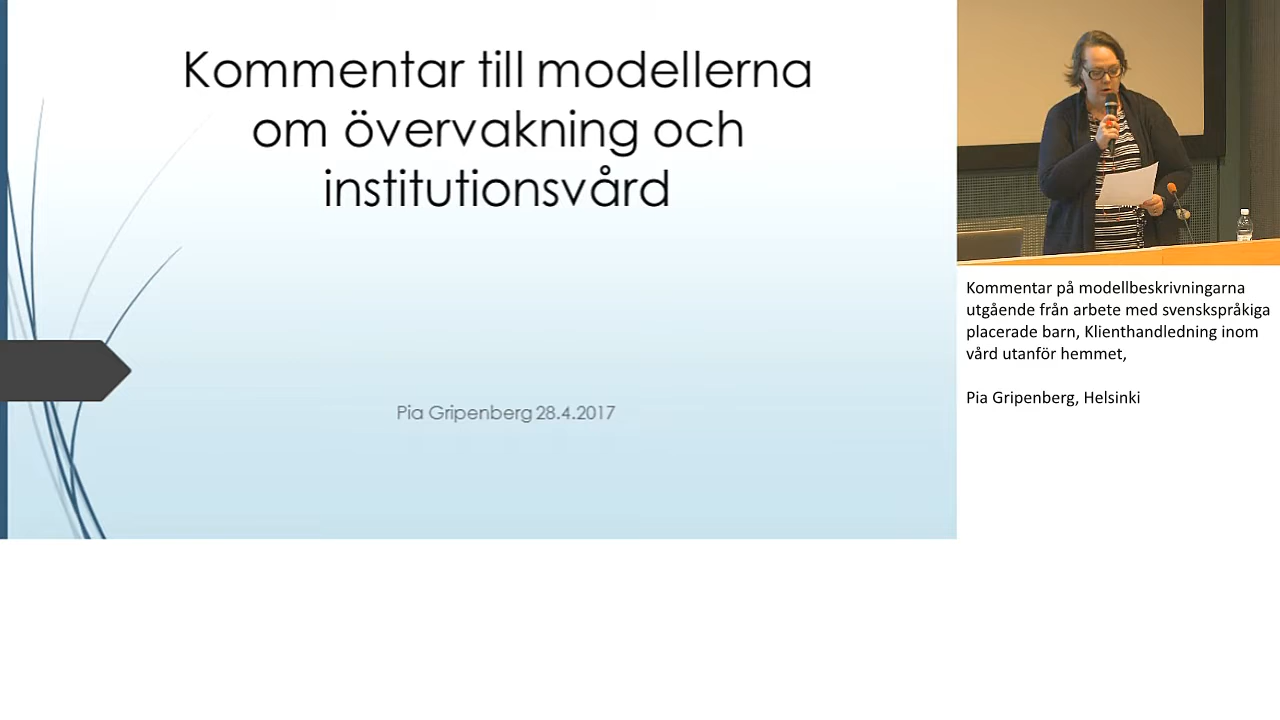 Kommentar till modellerna
om övervakning och
institutionsvård
Pia Gripenberg 28.4.2017
Kommentar på modellbeskrivningarna
utgående från arbete med svenskspråkiga
placerade barn, Klienthandledning inom
vård utanför hemmet,
Pia Gripenberg, Helsinki